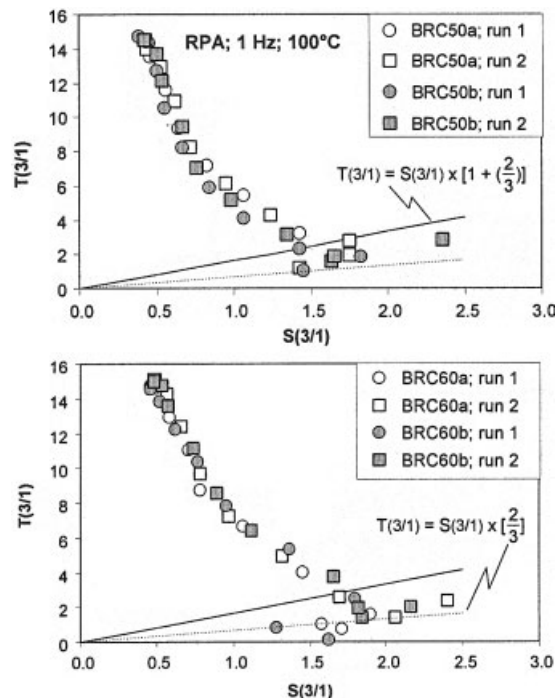 16
14
12
10
8
6
4
2
0
T(3/1)
RPA; 1 Hz; 100°C
BRC50a; run 1
BRC50a; run 2
BRC50b; run 1
BRC50b; run 2
T(3/1) = S(3/1) x [1 + (2/3)]
0.0 0.5 1.0 1.5 2.0 2.5 3.0
S(3/1)
16
14
12
10
8
6
4
2
0
T(3/1)
BRC60a; run 1
BRC60a; run 2
BRC60b; run 1
BRC60b; run 2
T(3/1) = S(3/1) x [2/3]
0.0 0.5 1.0 1.5 2.0 2.5 3.0
S(3/1)